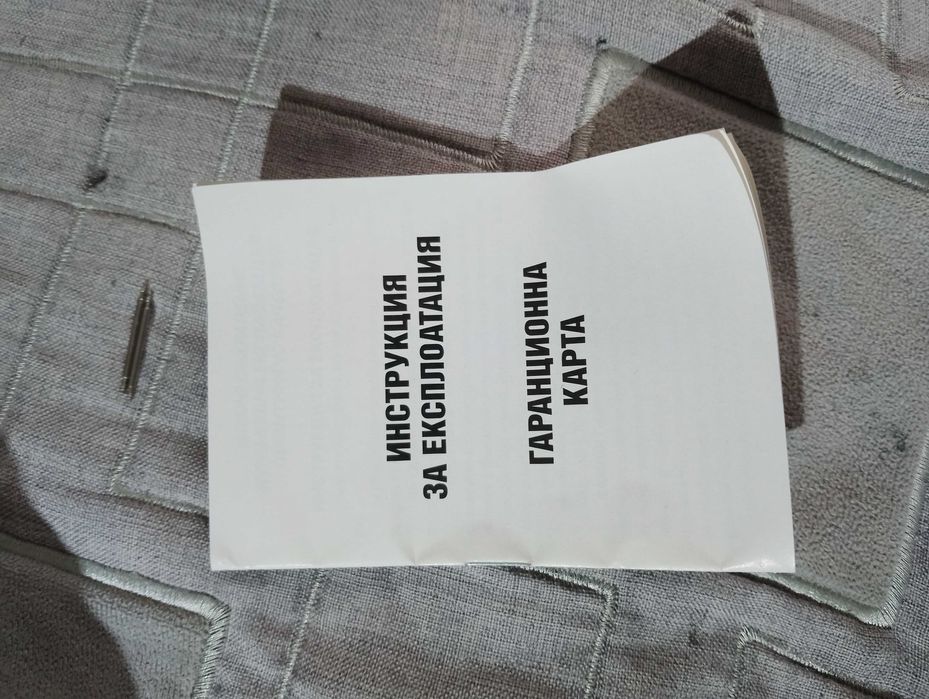 ИНСТРУКЦИЯ
ЗА ЕКСПЛОАТАЦИЯ
ГАРАНЦИОННА
КАРТА